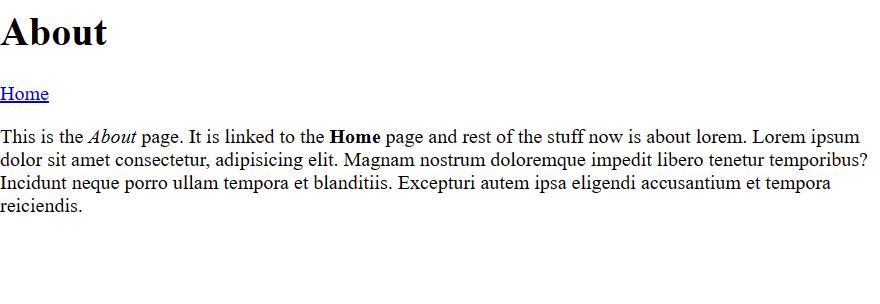 About
Home
This is the About page. It is linked to the Home page and rest of the stuff now is about lorem. Lorem ipsum
dolor sit amet consectetur, adipisicing elit. Magnam nostrum doloremque impedit libero tenetur temporibus?
Incidunt neque porro ullam tempora et blanditiis. Excepturi autem ipsa eligendi accusantium et tempora
reiciendis.